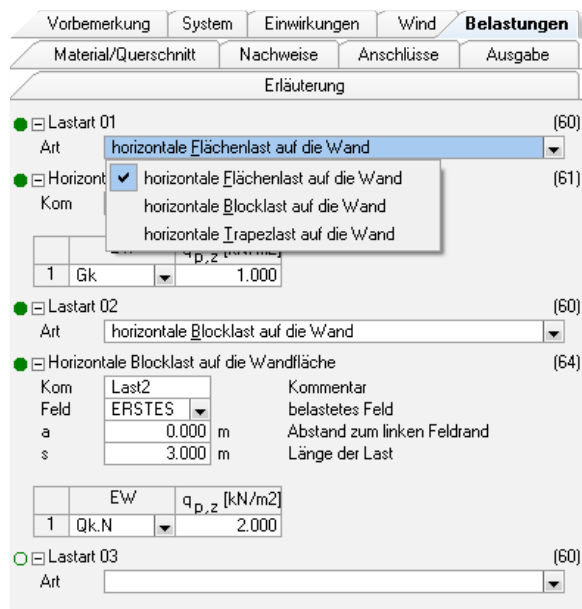 Vorbemerkung System Einwirkungen Wind Belastungen
Material/Querschnitt Nachweise Anschlüsse Ausgabe
Erläuterung
Lastart 01 (60)
Art horizontale Flächenlast auf die Wand
Horizont (61)
horizontale Flächenlast auf die Wand
Kom
horizontale Blocklast auf die Wand
horizontale Trapezlast auf die Wand
qp,z [kN/m2]
1 Gk 1.000
Lastart 02 (60)
Art horizontale Blocklast auf die Wand
Horizontale Blocklast auf die Wandfläche (64)
Kom Last2 Kommentar
Feld ERSTES belastetes Feld
a 0.000 m Abstand zum linken Feldrand
s 3.000 m Länge der Last
EW qp,z [kN/m2]
1 Qk.N 2.000
Lastart 03 (60)
Art